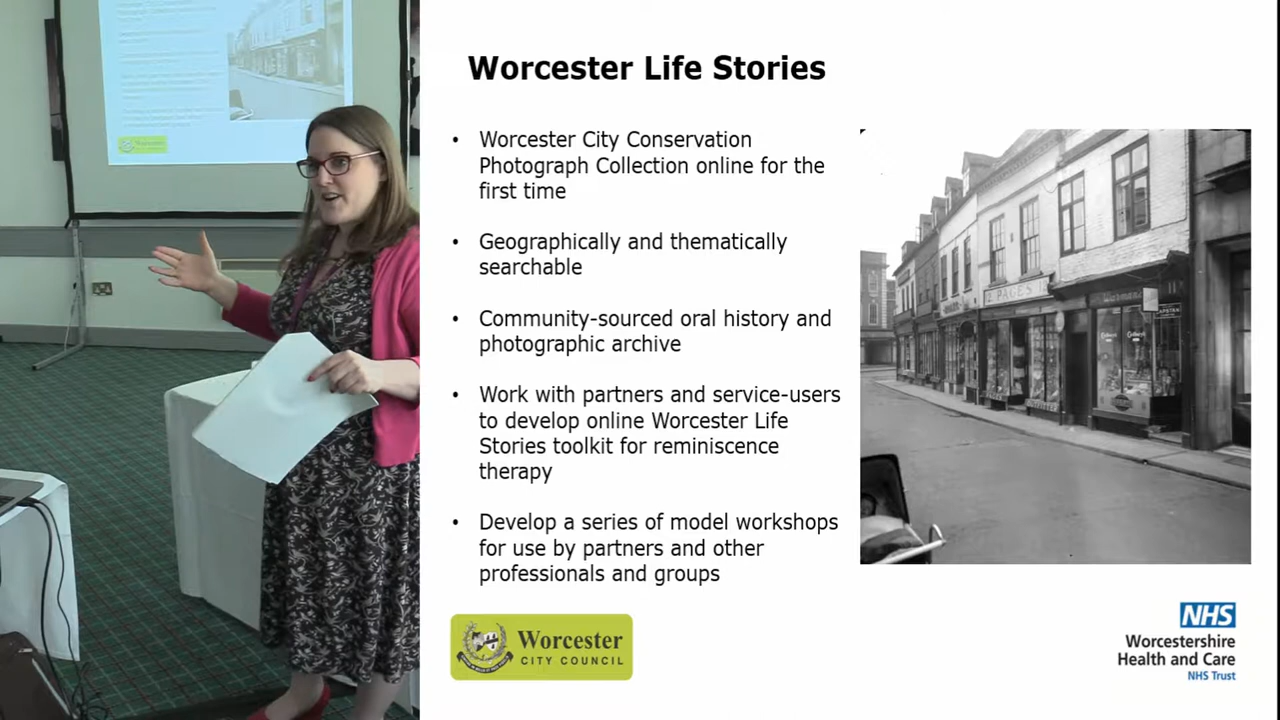 Worcester Life Stories
• Worcester City Conservation
Photograph Collection online for the
first time
• Geographically and thematically
searchable
• Community-sourced oral history and
photographic archive
• Work with partners and service-users
to develop online Worcester Life
Stories toolkit for reminiscence
therapy
• Develop a series of model workshops
for use by partners and other
professionals and groups
PAGES
Worcester
CITY COUNCIL
NHS
Worcestershire
Health and Care
NHS Trust